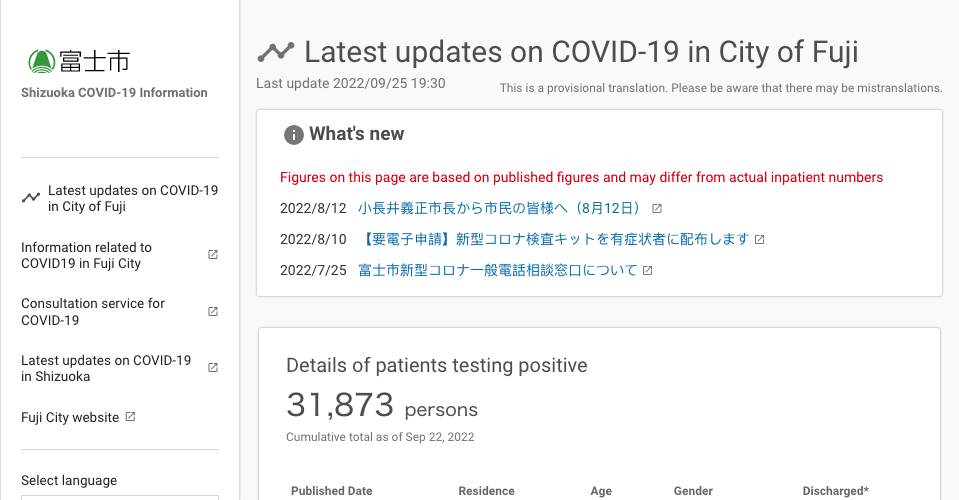 富士市
Shizuoka COVID-19 Information
Latest updates on COVID-19
in City of Fuji
Information related to
COVID19 in Fuji City
Consultation service for
COVID-19
Latest updates on COVID-19
in Shizuoka
Fuji City website
Select language
Latest updates on COVID-19 in City of Fuji
Last update 2022/09/25 19:30
This is a provisional translation. Please be aware that there may be mistranslations.
What's new
Figures on this page are based on published figures and may differ from actual inpatient numbers
2022/8/12 小長井義正市長から市民の皆様へ（8月12日）
2022/8/10 【要電子申請】新型コロナ検査キットを有症状者に配布します
2022/7/25 富士市新型コロナ一般電話相談窓口について
Details of patients testing positive
31,873 persons
Cumulative total as of Sep 22, 2022
Published Date Residence Age Gender Discharged*